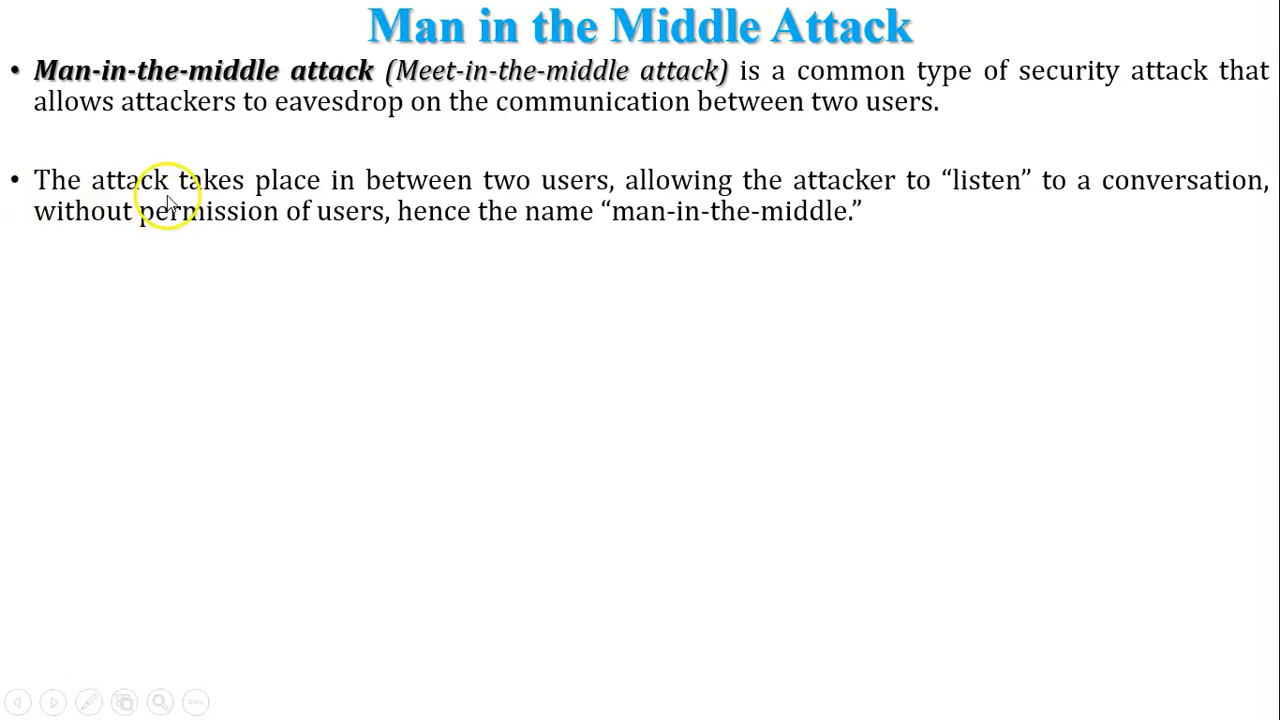 Man in the Middle Attack
• Man-in-the-middle attack (Meet-in-the-middle attack) is a common type of security attack that
allows attackers to eavesdrop on the communication between two users.
• The attack takes place in between two users, allowing the attacker to “listen” to a conversation,
without permission of users, hence the name “man-in-the-middle.”